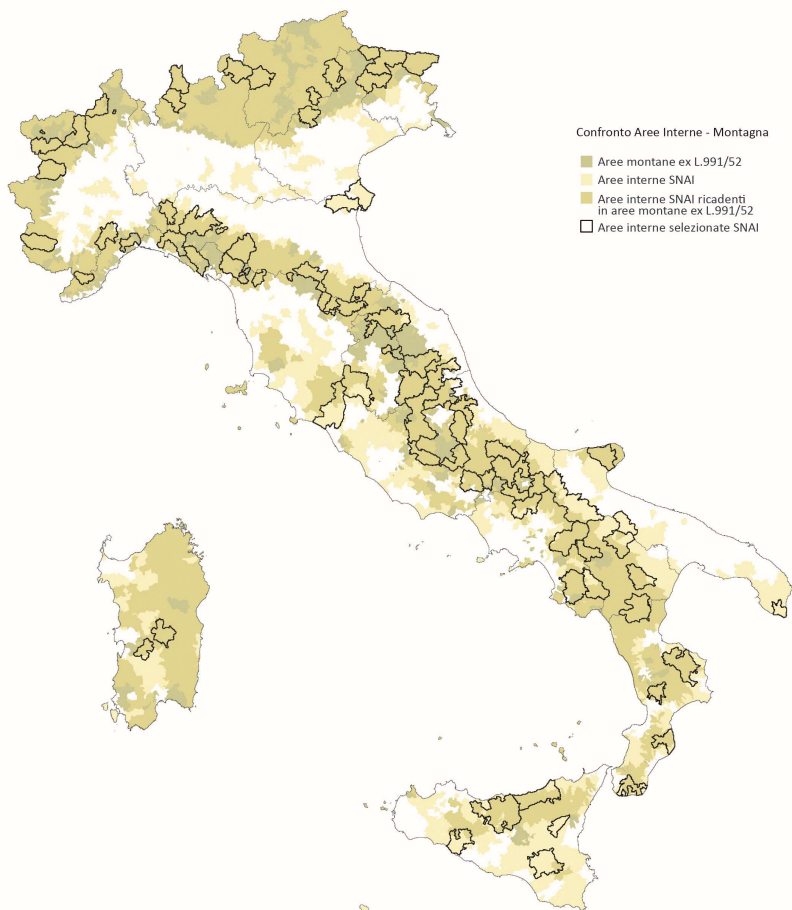 Confronto Aree Interne - Montagna
Aree montane ex L.991/52
Aree interne SNAI
Aree interne SNAI ricadenti
in aree montane ex L.991/52
Aree interne selezionate SNAI